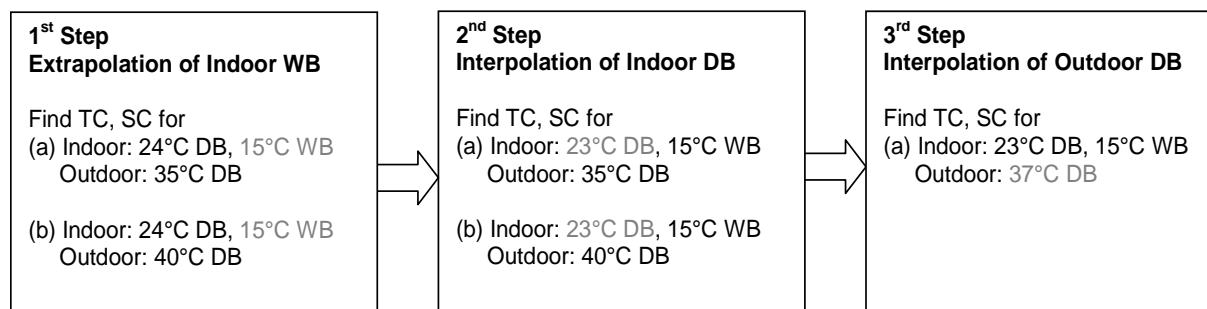 1st Step
Extrapolation of Indoor WB
Find TC, SC for
(a) Indoor: 24°C DB, 15°C WB
Outdoor: 35°C DB
(b) Indoor: 24°C DB, 15°C WB
Outdoor: 40°C DB
2nd Step
Interpolation of Indoor DB
Find TC, SC for
(a) Indoor: 23°C DB, 15°C WB
Outdoor: 35°C DB
(b) Indoor: 23°C DB, 15°C WB
Outdoor: 40°C DB
3rd Step
Interpolation of Outdoor DB
Find TC, SC for
(a) Indoor: 23°C DB, 15°C WB
Outdoor: 37°C DB